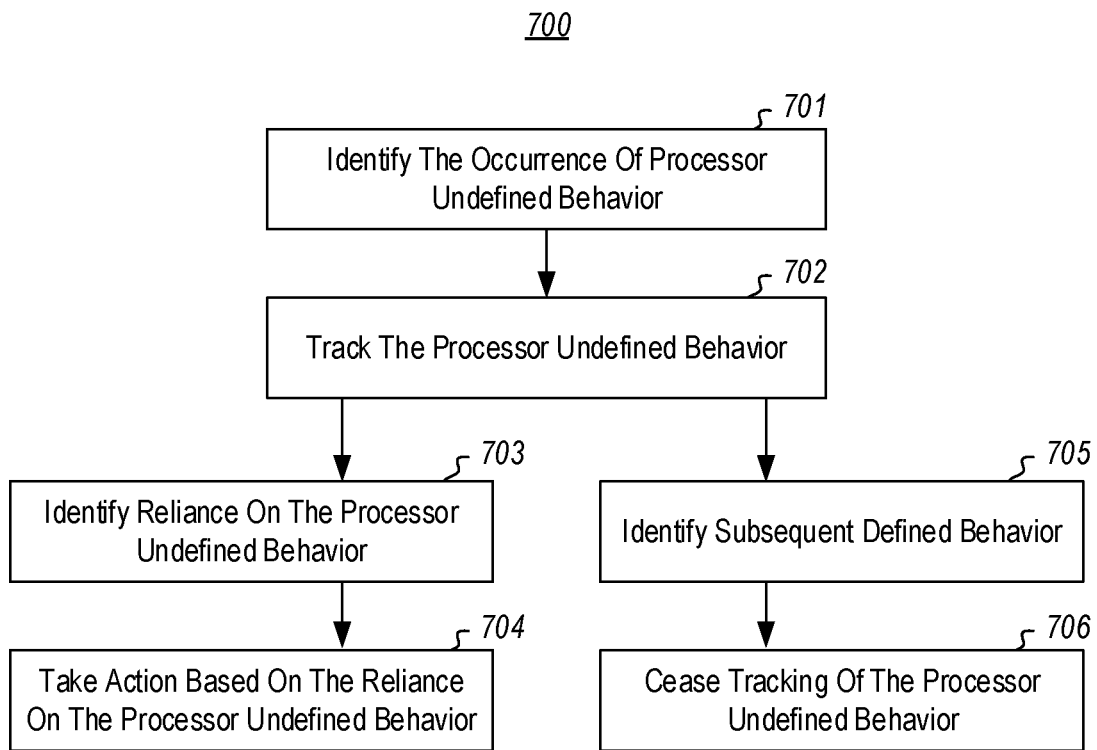 700
701
Identify The Occurrence Of Processor
Undefined Behavior
702
Track The Processor Undefined Behavior
703
Identify Reliance On The Processor
Undefined Behavior
704
Take Action Based On The Reliance
On The Processor Undefined Behavior
705
Identify Subsequent Defined Behavior
706
Cease Tracking Of The Processor
Undefined Behavior